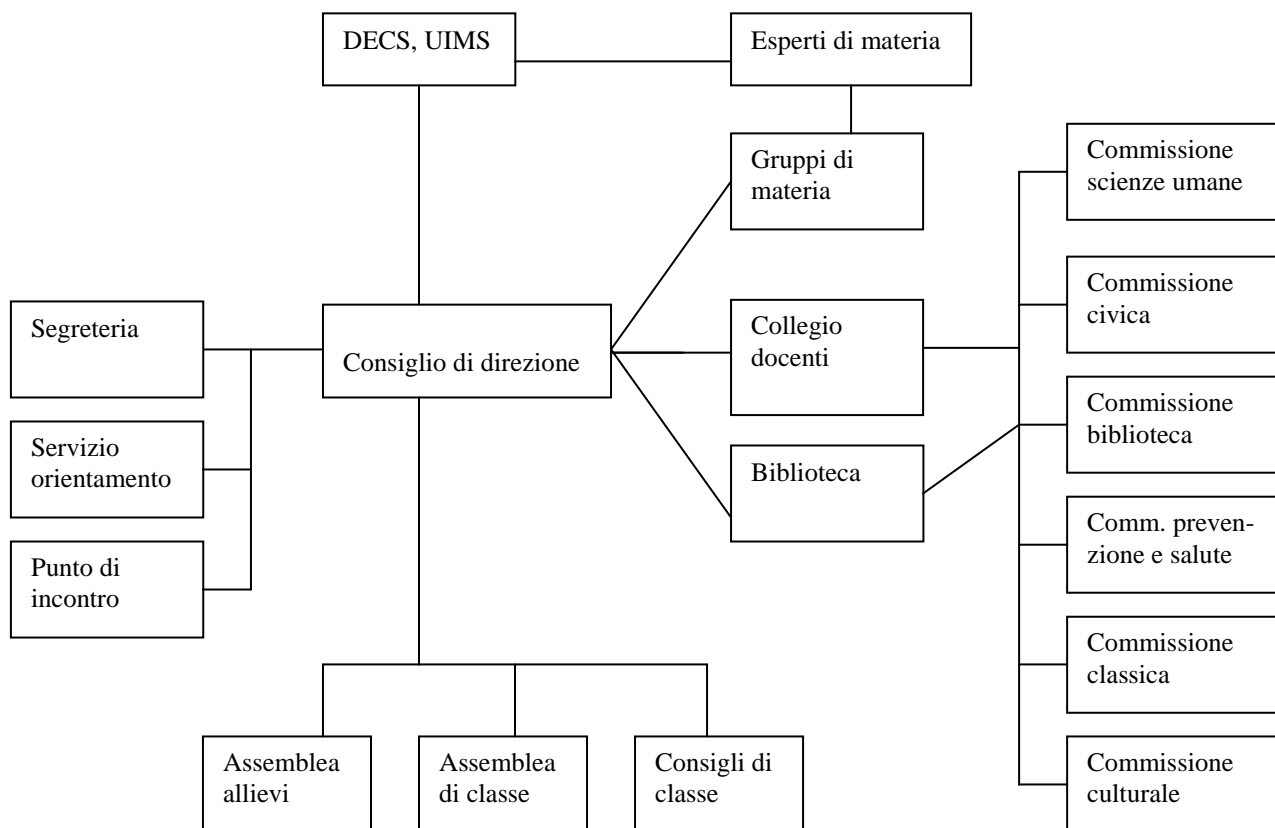 DECS, UIMS
Esperti di materia
Gruppi di
materia
Commissione
scienze umane
Segreteria
Consiglio di direzione
Collegio
docenti
Commissione
civica
Servizio
orientamento
Biblioteca
Commissione
biblioteca
Punto di
incontro
Comm. preven-
zione e salute
Commissione
classica
Assemblea
allievi
Assemblea
di classe
Consigli di
classe
Commissione
culturale